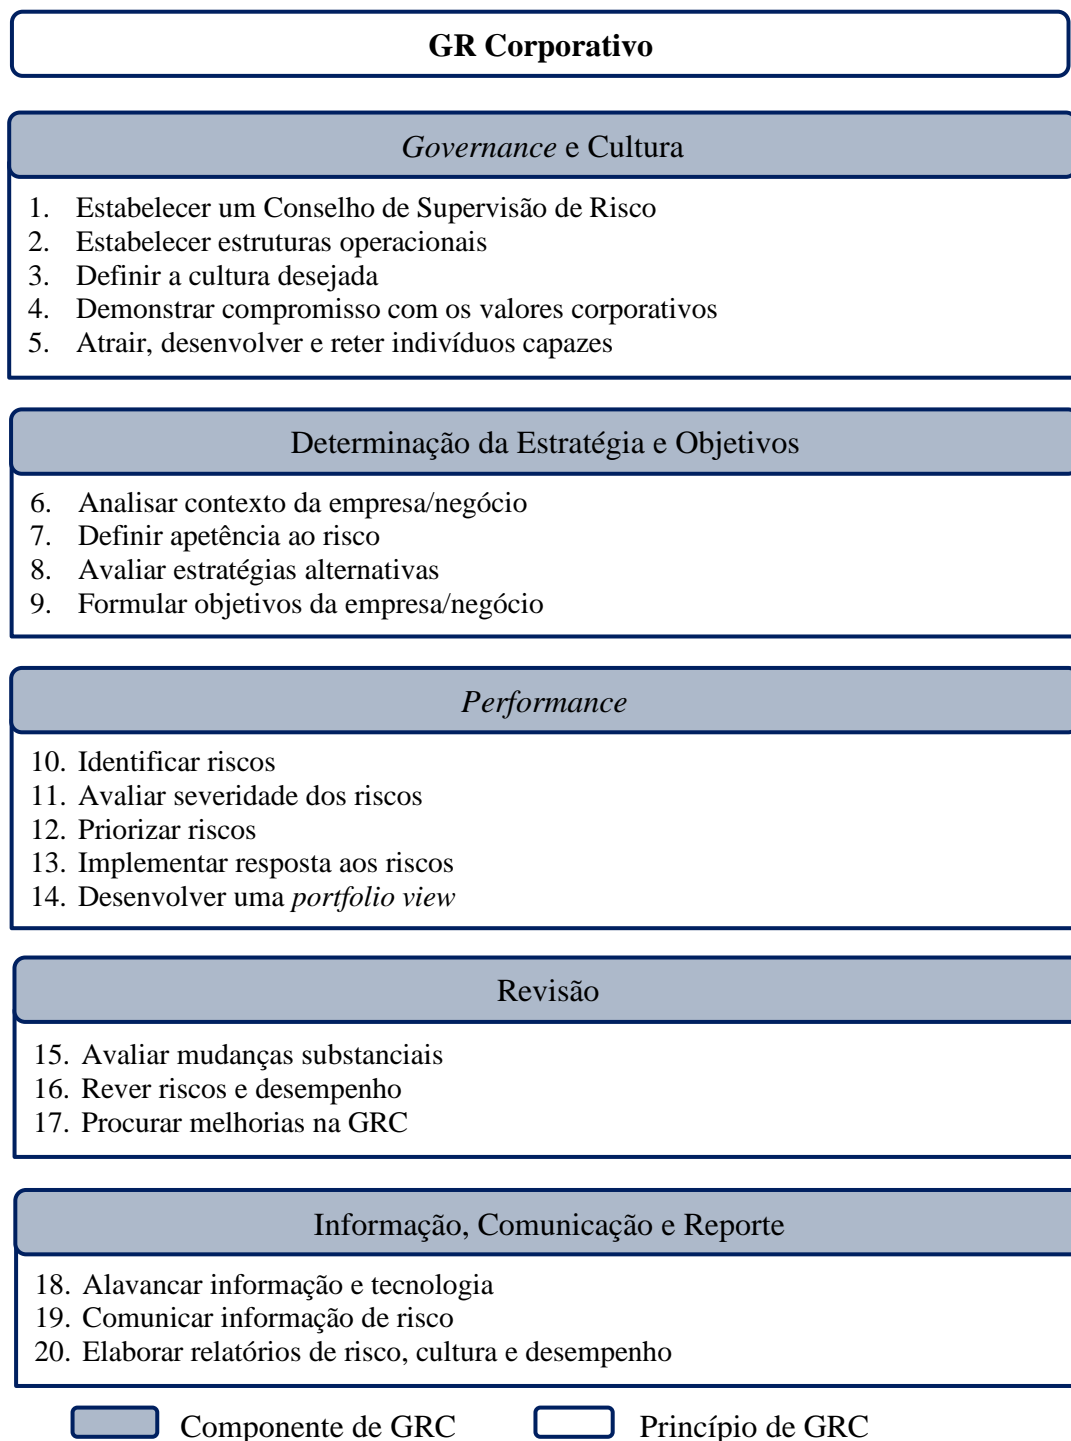 GR Corporativo
Governance e Cultura
1. Estabelecer um Conselho de Supervisão de Risco
2. Estabelecer estruturas operacionais
3. Definir a cultura desejada
4. Demonstrar compromisso com os valores corporativos
5. Atrair, desenvolver e reter indivíduos capazes
Determinação da Estratégia e Objetivos
6. Analisar contexto da empresa/negócio
7. Definir apetência ao risco
8. Avaliar estratégias alternativas
9. Formular objetivos da empresa/negócio
Performance
10. Identificar riscos
11. Avaliar severidade dos riscos
12. Priorizar riscos
13. Implementar resposta aos riscos
14. Desenvolver uma portfolio view
Revisão
15. Avaliar mudanças substanciais
16. Rever riscos e desempenho
17. Procurar melhorias na GRC
Informação, Comunicação e Reporte
18. Alavancar informação e tecnologia
19. Comunicar informação de risco
20. Elaborar relatórios de risco, cultura e desempenho
Componente de GRC Princípio de GRC